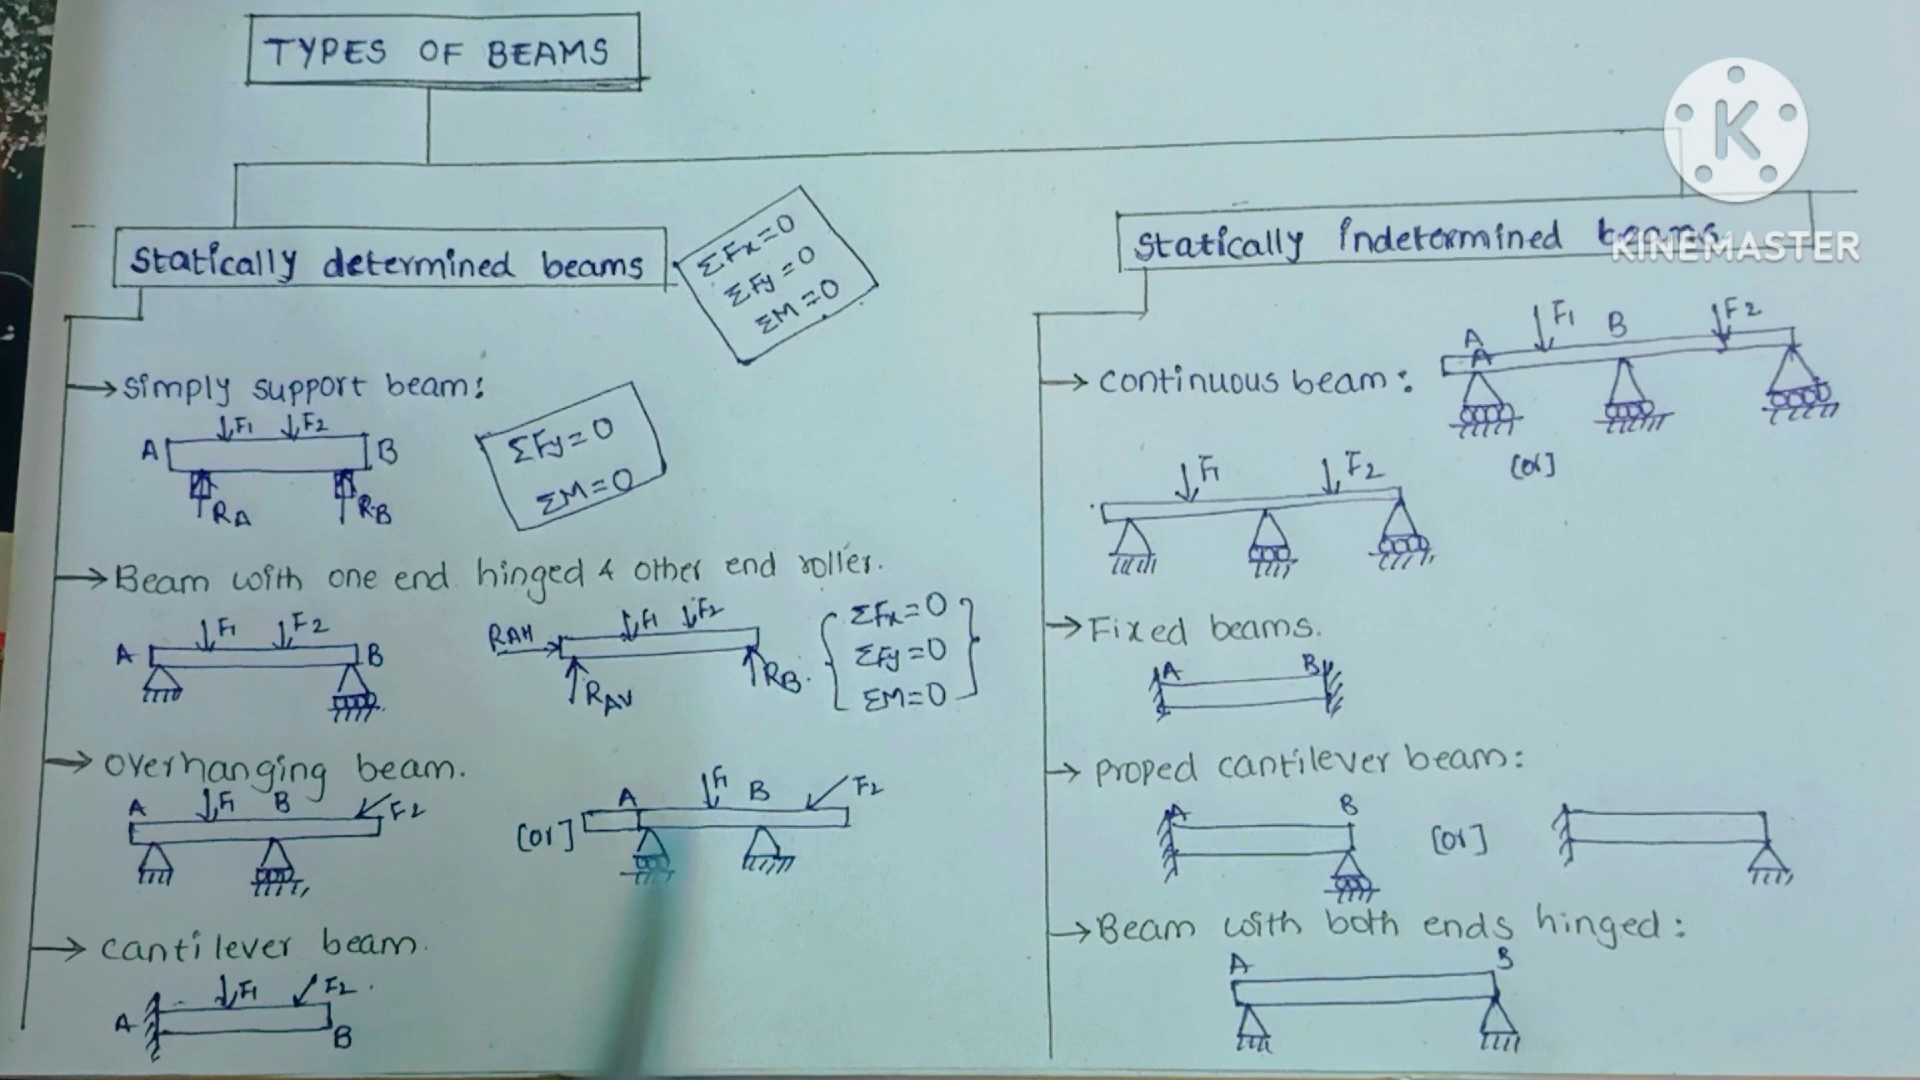 TYPES OF BEAMS
K
KINEMASTER
Statically determined beams
ΣFx=0
ΣFy=0
ΣM=0
→ Simply support beam:
F1 F2
A B
RA RB
ΣFy=0
ΣM=0
→ Beam with one end hinged & other end roller.
F1 F2
A B
RAH F1 F2
RAV RB.
ΣFx=0
ΣFy=0
ΣM=0
→ overhanging beam.
A F1 B F2
[or]
A F1 B F2
→ cantilever beam.
F1 F2.
A B
Statically indetermined beams
→ continuous beam:
A F1 B F2
A
[or]
F1 F2
→ Fixed beams.
A B
→ proped cantilever beam:
A B
[or]
→ Beam with both ends hinged:
A B